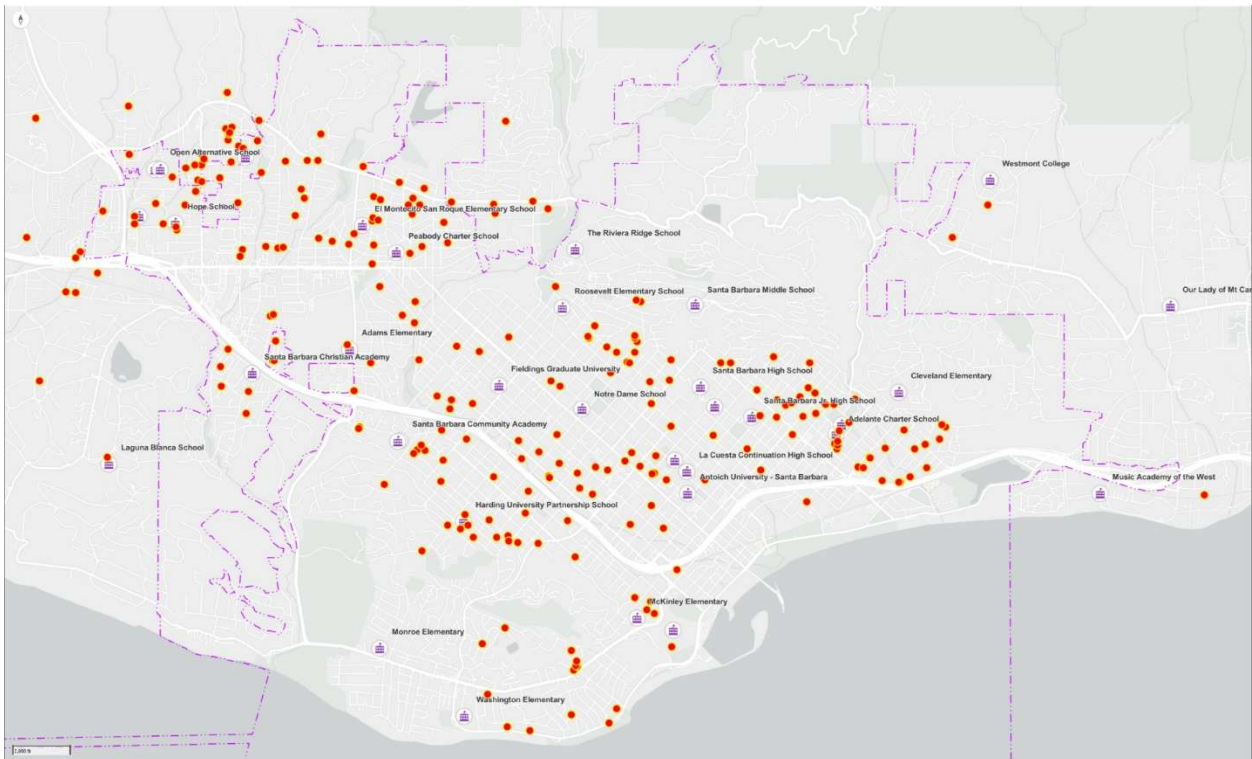 Open Alternative School
Westmont College
Hope School
El Montecito San Roque Elementary School
The Riviera Ridge School
Peabody Charter School
Roosevelt Elementary School
Santa Barbara Middle School
Our Lady of Mt Car
Adams Elementary
Santa Barbara Christian Academy
Fieldings Graduate University
Santa Barbara High School
Cleveland Elementary
Notre Dame School
Santa Barbara Jr. High School
Adelante Charter School
Santa Barbara Community Academy
Laguna Blanca School
La Cuesta Continuation High School
Antoich University - Santa Barbara
Music Academy of the West
Harding University Partnership School
McKinley Elementary
Monroe Elementary
Washington Elementary